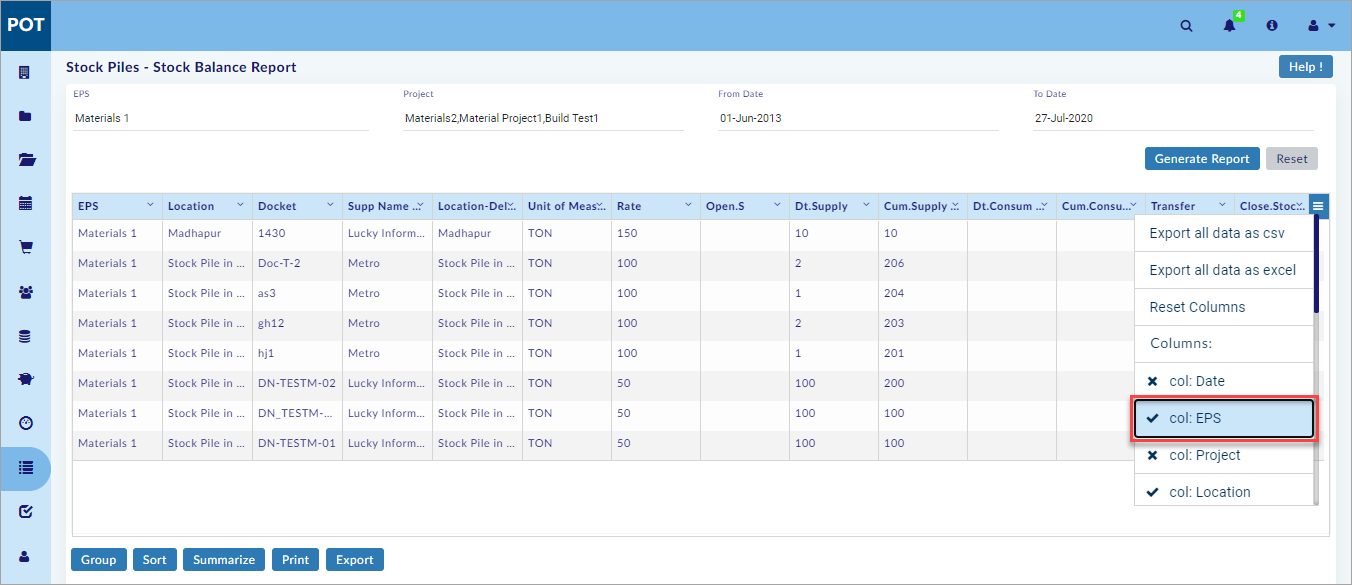 POT
4
Stock Piles - Stock Balance Report
Help !
EPS Project From Date To Date
Materials 1 Materials2,Material Project1,Build Test1 01-Jun-2013 27-Jul-2020
Generate Report Reset
EPS Location Docket Supp Name ... Location-Del... Unit of Meas... Rate Open.S Dt.Supply Cum.Supply ... Dt.Consum ... Cum.Consu... Transfer Close.Stoc...
Materials 1 Madhapur 1430 Lucky Inform... Madhapur TON 150 10 10
Materials 1 Stock Pile in ... Doc-T-2 Metro Stock Pile in ... TON 100 2 206
Materials 1 Stock Pile in ... as3 Metro Stock Pile in ... TON 100 1 204
Materials 1 Stock Pile in ... gh12 Metro Stock Pile in ... TON 100 2 203
Materials 1 Stock Pile in ... hj1 Metro Stock Pile in ... TON 100 1 201
Materials 1 Stock Pile in ... DN-TESTM-02 Lucky Inform... Stock Pile in ... TON 50 100 200
Materials 1 Stock Pile in ... DN_TESTM-... Lucky Inform... Stock Pile in ... TON 50 100 100
Materials 1 Stock Pile in ... DN-TESTM-01 Lucky Inform... Stock Pile in ... TON 50 100 100
Export all data as csv
Export all data as excel
Reset Columns
Columns:
col: Date
col: EPS
col: Project
col: Location
Group Sort Summarize Print Export